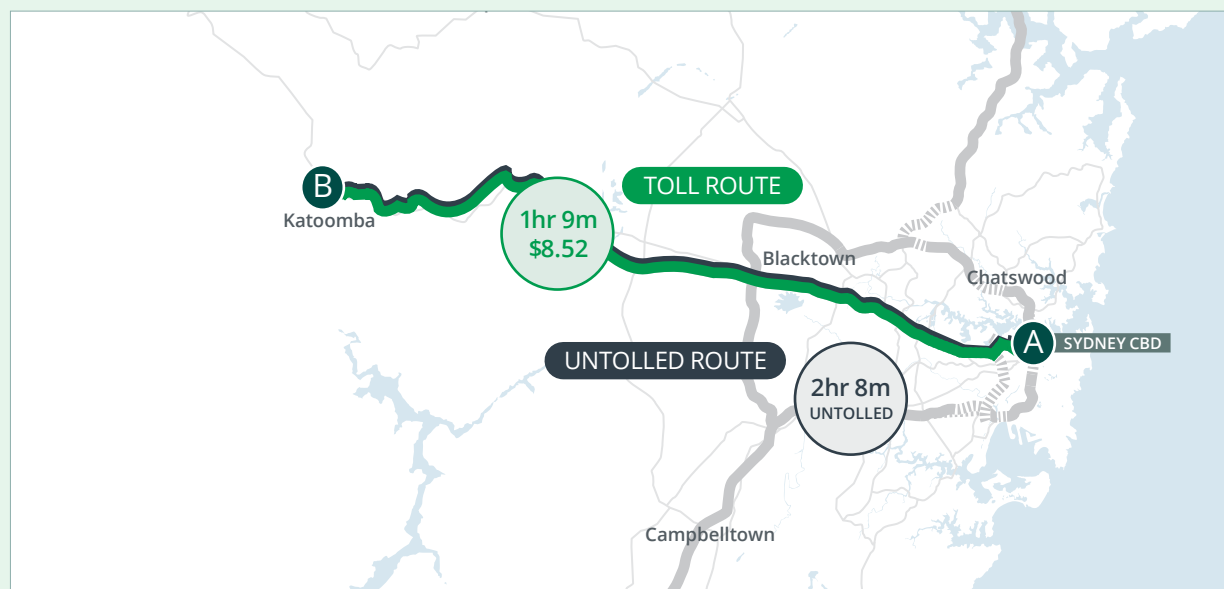 B
Katoomba
TOLL ROUTE
1hr 9m
$8.52
Blacktown
Chatswood
A
SYDNEY CBD
UNTOLLED ROUTE
2hr 8m
UNTOLLED
Campbelltown